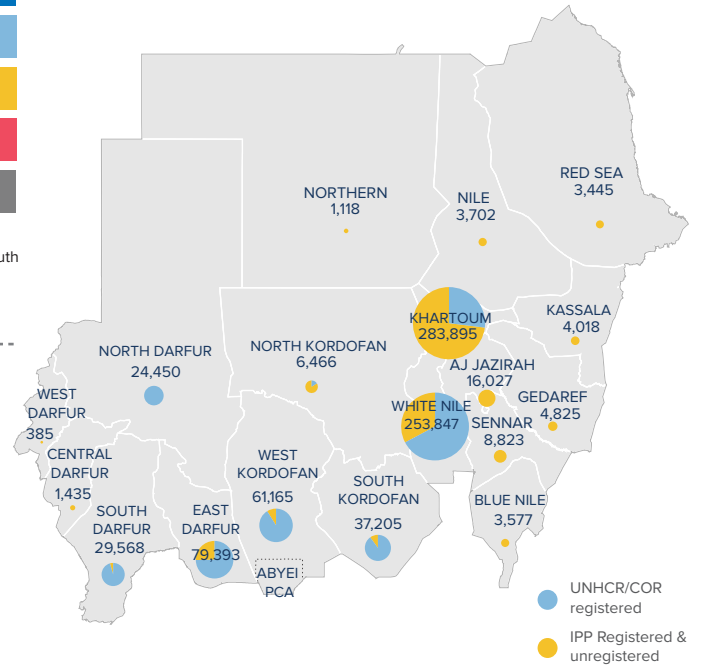 RED SEA
3,445
NORTHERN
1,118
NILE
3,702
uth
KHARTOUM
283,895
KASSALA
4,018
NORTH DARFUR
24,450
NORTH KORDOFAN
6,466
AJ JAZIRAH
16,027
WEST
DARFUR
385
WHITE NILE
253,847
GEDAREF
4,825
SENNAR
8,823
CENTRAL
DARFUR
1,435
WEST
KORDOFAN
61,165
SOUTH
KORDOFAN
37,205
SOUTH
DARFUR
29,568
EAST
DARFUR
79,393
BLUE NILE
3,577
ABYEI
PCA
UNHCR/COR
registered
IPP Registered &
unregistered